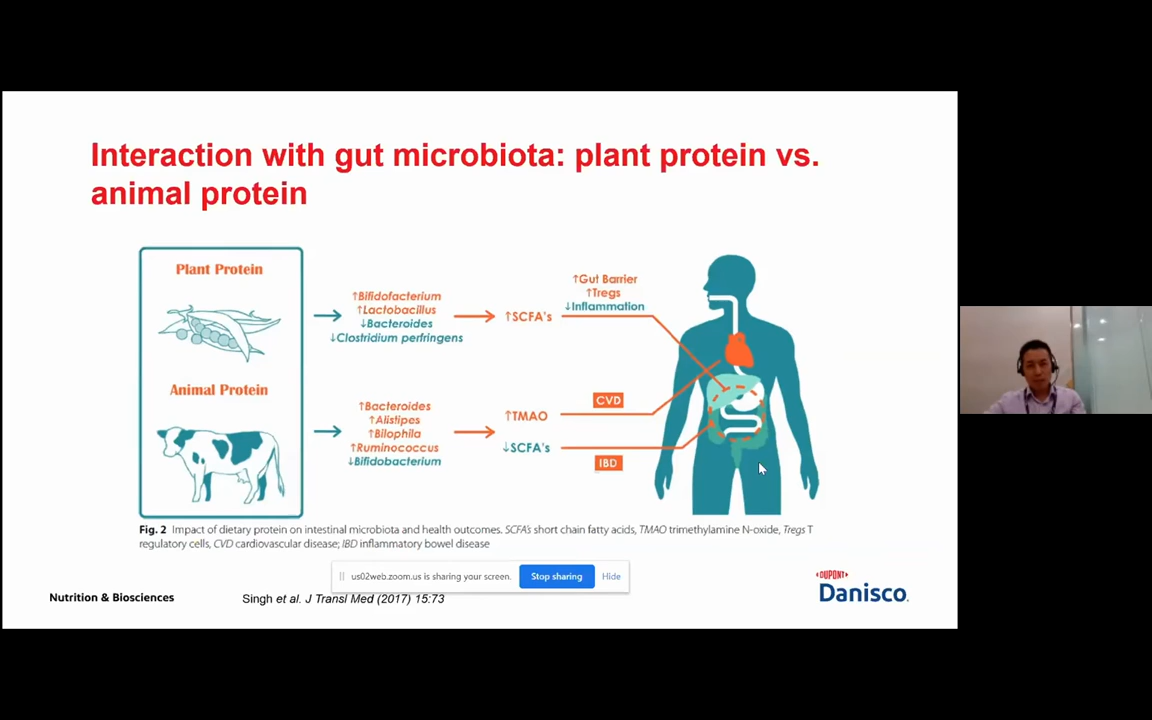 Interaction with gut microbiota: plant protein vs.
animal protein
Plant Protein
↑Bifidofacterium
↑Lactobacillus
↓Bacteroides
↓Clostridium perfringens
↑SCFA's
↑Gut Barrier
↑Tregs
↓Inflammation
Animal Protein
↑Bacteroides
↑Alistipes
↑Bilophila
↑Ruminococcus
↓Bifidobacterium
↑TMAO
↓SCFA's
CVD
IBD
Fig. 2 Impact of dietary protein on intestinal microbiota and health outcomes. SCFA's short chain fatty acids, TMAO trimethylamine N-oxide, Tregs T
regulatory cells, CVD cardiovascular disease; IBD inflammatory bowel disease
us02web.zoom.us is sharing your screen.
Stop sharing
Hide
Nutrition & Biosciences
Singh et al. J Transl Med (2017) 15:73
DUPONT
Danisco.